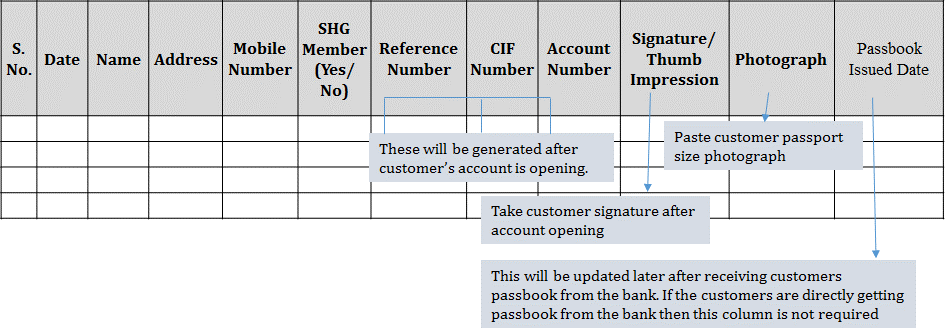 S.
No.
Date
Name
Address
Mobile
Number
SHG
Member
(Yes/
No)
Reference
Number
CIF
Number
Account
Number
Signature/
Thumb
Impression
Photograph
Passbook
Issued Date
These will be generated after
customer's account is opening.
Paste customer passport
size photograph
Take customer signature after
account opening
This will be updated later after receiving customers
passbook from the bank. If the customers are directly getting
passbook from the bank then this column is not required